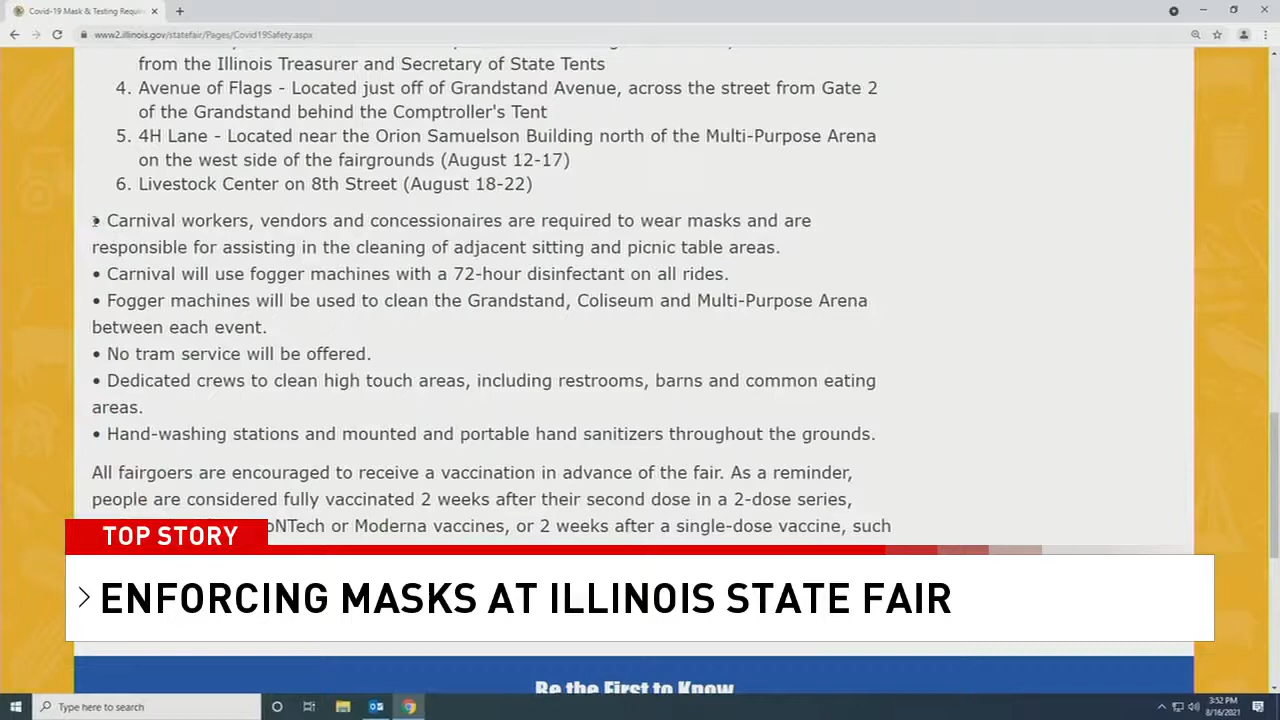 Covid-19 Mask & Testing Requir
www2.illinois.gov/statefair/Pages/Covid19Safety.aspx
from the Illinois Treasurer and Secretary of State Tents
4. Avenue of Flags - Located just off of Grandstand Avenue, across the street from Gate 2
of the Grandstand behind the Comptroller's Tent
5. 4H Lane - Located near the Orion Samuelson Building north of the Multi-Purpose Arena
on the west side of the fairgrounds (August 12-17)
6. Livestock Center on 8th Street (August 18-22)
• Carnival workers, vendors and concessionaires are required to wear masks and are
responsible for assisting in the cleaning of adjacent sitting and picnic table areas.
• Carnival will use fogger machines with a 72-hour disinfectant on all rides.
• Fogger machines will be used to clean the Grandstand, Coliseum and Multi-Purpose Arena
between each event.
• No tram service will be offered.
• Dedicated crews to clean high touch areas, including restrooms, barns and common eating
areas.
• Hand-washing stations and mounted and portable hand sanitizers throughout the grounds.
All fairgoers are encouraged to receive a vaccination in advance of the fair. As a reminder,
people are considered fully vaccinated 2 weeks after their second dose in a 2-dose series,
oNTech or Moderna vaccines, or 2 weeks after a single-dose vaccine, such
TOP STORY
ENFORCING MASKS AT ILLINOIS STATE FAIR
Be the First to Know
Type here to search
3:52 PM
8/16/2021